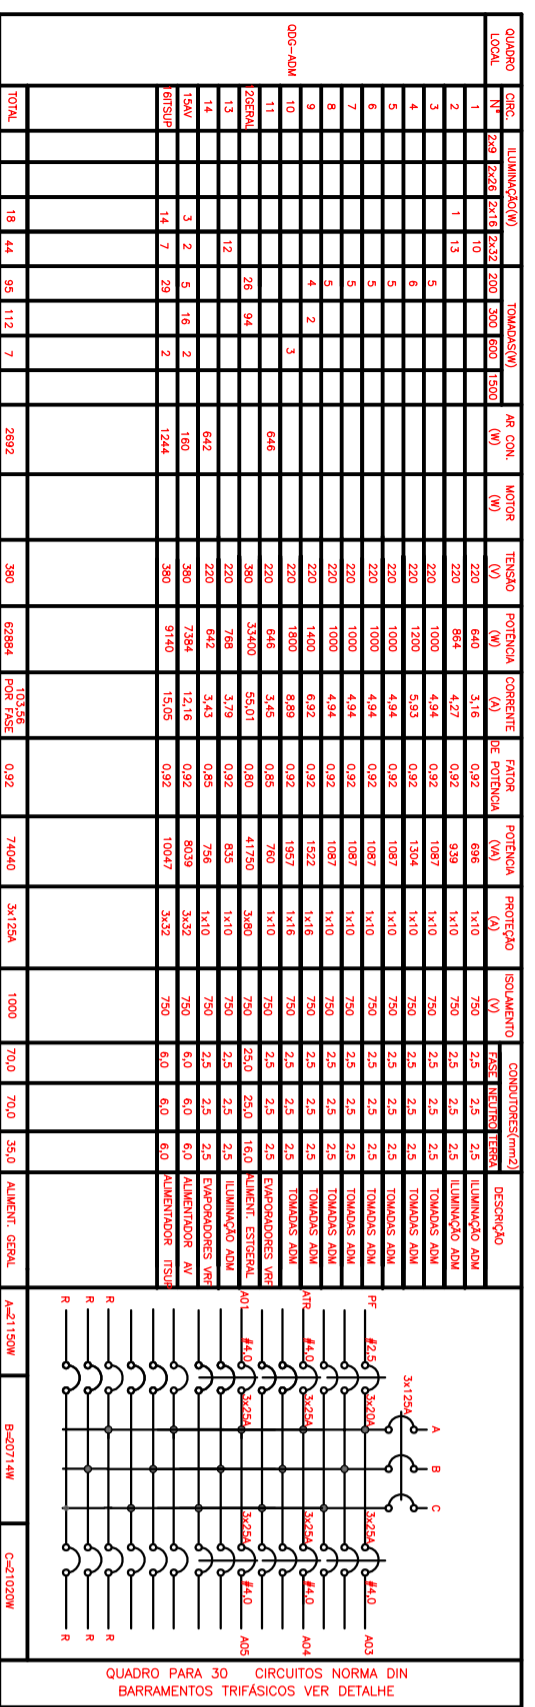 QUADRO LOCAL CIRC. Nº ILUMINAÇÃO(W) TOMADAS(W) AR CON. (W) MOTOR (W) TENSÃO (V) POTÊNCIA (W) CORRENTE (A) FATOR DE POTÊNCIA POTÊNCIA (VA) PROTEÇÃO (A) ISOLAMENTO (V) CONDUTORES(mm2) DESCRIÇÃO
2x9 2x26 2x16 2x32 200 300 600 1500 FASE NEUTRO TERRA
QDG-ADM
1 10 220 640 3,16 0,92 696 1x10 750 2,5 2,5 2,5 ILUMINAÇÃO ADM
2 1 13 220 864 4,27 0,92 939 1x10 750 2,5 2,5 2,5 ILUMINAÇÃO ADM
3 5 220 1000 4,94 0,92 1087 1x10 750 2,5 2,5 2,5 TOMADAS ADM
4 6 220 1200 5,93 0,92 1304 1x10 750 2,5 2,5 2,5 TOMADAS ADM
5 5 220 1000 4,94 0,92 1087 1x10 750 2,5 2,5 2,5 TOMADAS ADM
6 5 220 1000 4,94 0,92 1087 1x10 750 2,5 2,5 2,5 TOMADAS ADM
7 5 220 1000 4,94 0,92 1087 1x10 750 2,5 2,5 2,5 TOMADAS ADM
8 5 220 1000 4,94 0,92 1087 1x10 750 2,5 2,5 2,5 TOMADAS ADM
9 4 2 220 1400 6,92 0,92 1522 1x16 750 2,5 2,5 2,5 TOMADAS ADM
10 3 220 1800 8,89 0,92 1957 1x16 750 2,5 2,5 2,5 TOMADAS ADM
11 646 220 646 3,45 0,85 760 1x10 750 2,5 2,5 2,5 EVAPORADORES VRF
12GERAL 26 94 380 33400 55,01 0,80 41750 3x80 750 25,0 25,0 16,0 ALIMENT. ESTGERAL
13 12 220 768 3,79 0,92 835 1x10 750 2,5 2,5 2,5 ILUMINAÇÃO ADM
14 642 220 642 3,43 0,85 756 1x10 750 2,5 2,5 2,5 EVAPORADORES VRF
15AV 3 2 5 16 2 160 380 7384 12,16 0,92 8039 3x32 750 6,0 6,0 6,0 ALIMENTADOR AV
16ITSUP 14 7 29 2 1244 380 9140 15,05 0,92 10047 3x32 750 6,0 6,0 6,0 ALIMENTADOR ITSUP
TOTAL 18 44 95 112 7 2692 380 62884 103,56 POR FASE 0,92 74040 3x125A 1000 70,0 70,0 35,0 ALIMENT. GERAL
3x125A A B C
PF #2,5 3x20A 3x25A #4,0 A03
ATR #4,0 3x25A 3x25A #4,0 A04
A01 #4,0 3x25A 3x25A #4,0 A05
R R
R R
R R
A=21150W B=20714W C=21020W
QUADRO PARA 30 CIRCUITOS NORMA DIN
BARRAMENTOS TRIFÁSICOS VER DETALHE